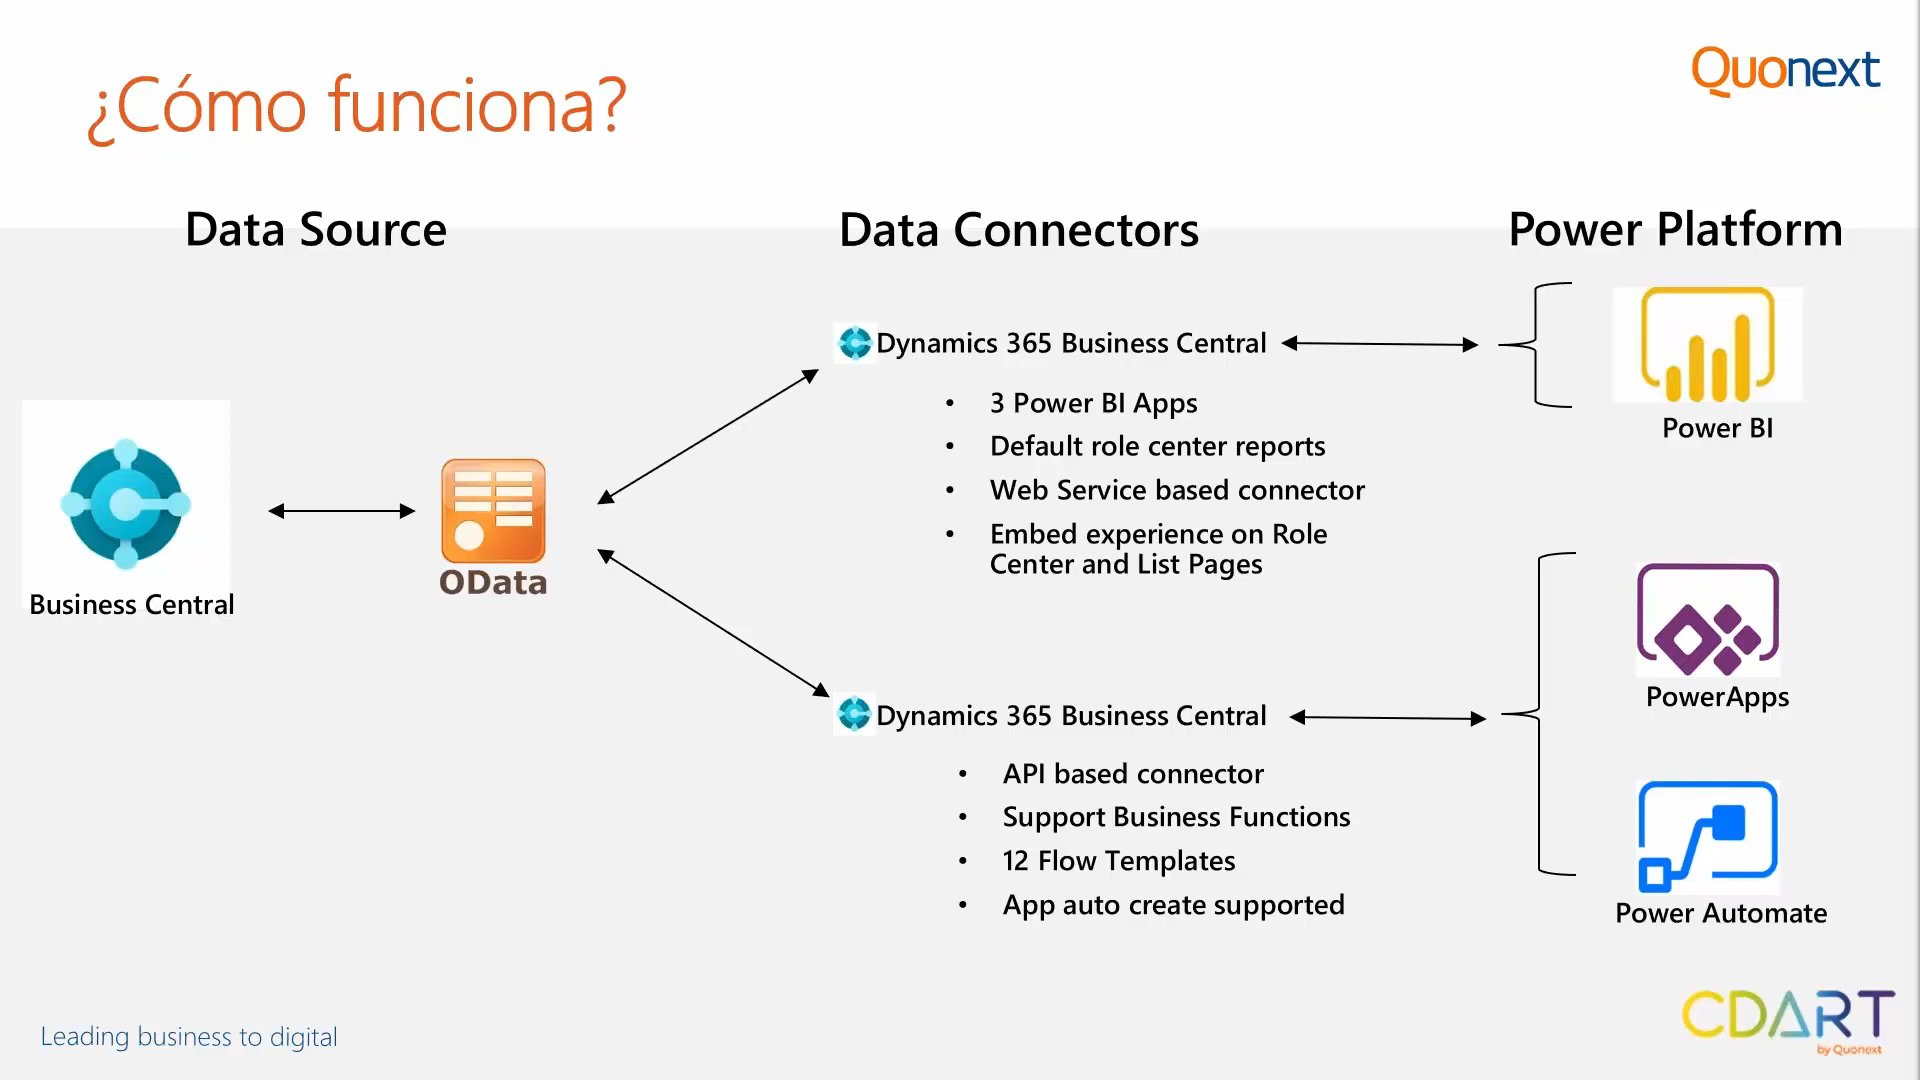 ¿Cómo funciona?
Quonext
Data Source
Data Connectors
Power Platform
Business Central
OData
Dynamics 365 Business Central
• 3 Power BI Apps
• Default role center reports
• Web Service based connector
• Embed experience on Role
Center and List Pages
Power BI
Dynamics 365 Business Central
• API based connector
• Support Business Functions
• 12 Flow Templates
• App auto create supported
PowerApps
Power Automate
Leading business to digital
CDART
by Quonext